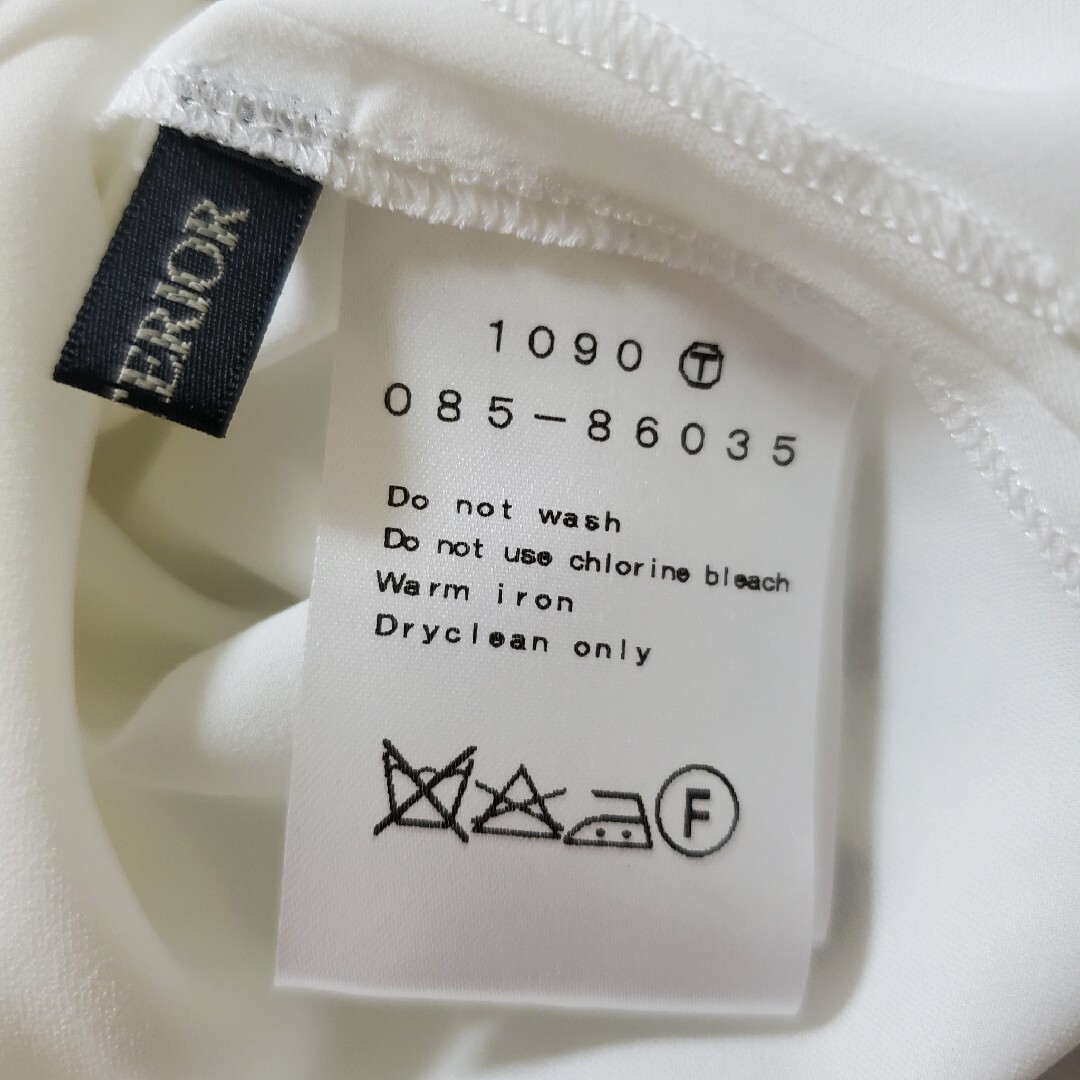 ERIOR
1090 Ⓣ
085-86035
Do not wash
Do not use chlorine bleach
Warm iron
Dryclean only
F